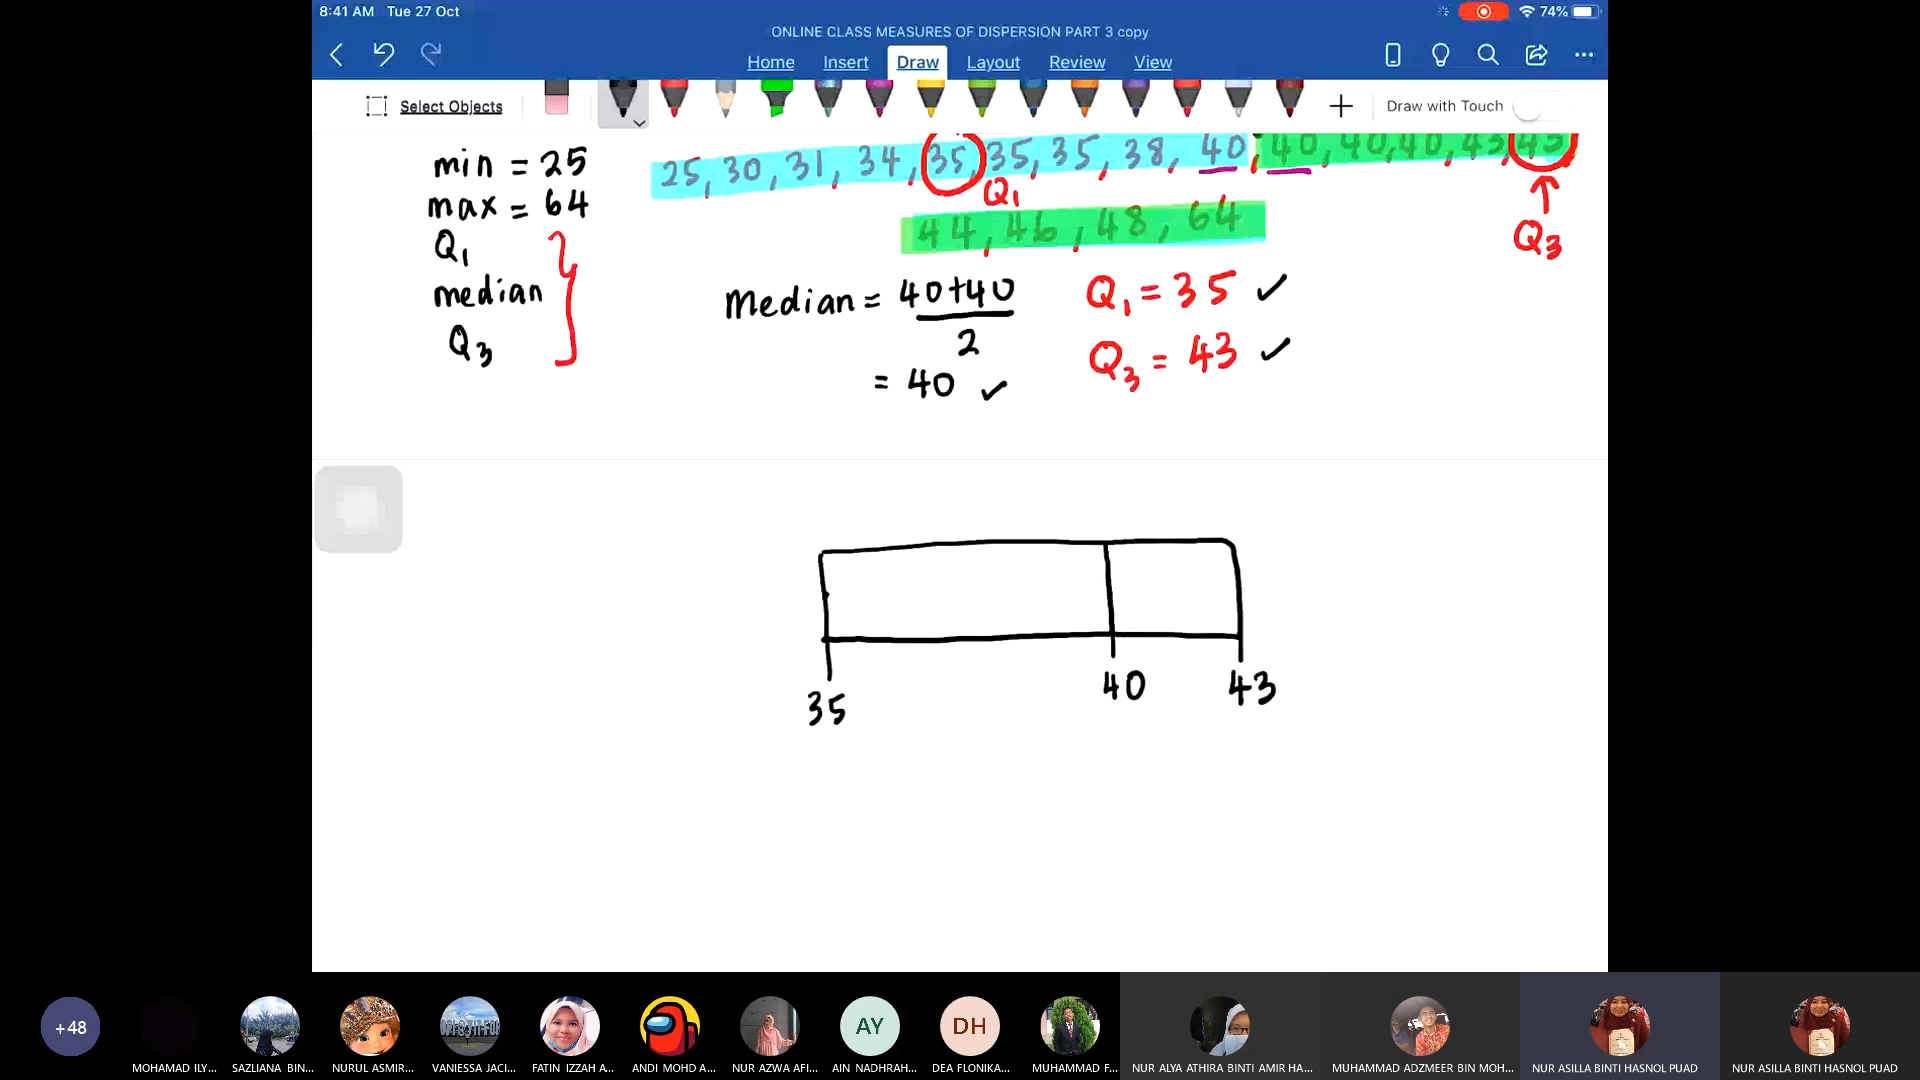 8:41 AM Tue 27 Oct
74%
ONLINE CLASS MEASURES OF DISPERSION PART 3 copy
Home Insert Draw Layout Review View
Select Objects
Draw with Touch
min = 25
max = 64
Q1
median
Q3
25, 30, 31, 34, 35, 35, 35, 38, 40, 40, 40, 40, 43, 43
Q1
44, 46, 48, 64
Q3
Median = 40+40
2
= 40 ✓
Q1 = 35 ✓
Q3 = 43 ✓
35
40
43
+48
OPERATION
AY
DH
MOHAMAD ILY...
SAZLIANA BIN...
NURUL ASMIR...
VANIESSA JACI...
FATIN IZZAH A...
ANDI MOHD A...
NUR AZWA AFI...
AIN NADHRAH...
DEA FLONIKA...
MUHAMMAD F...
NUR ALYA ATHIRA BINTI AMIR HA...
MUHAMMAD ADZMEER BIN MOH...
NUR ASILLA BINTI HASNOL PUAD
NUR ASILLA BINTI HASNOL PUAD